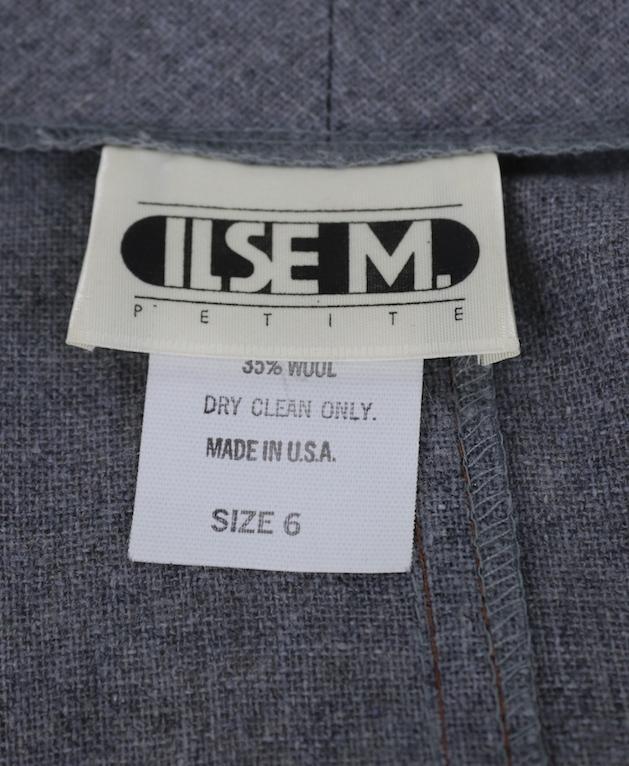 ILSE M.
PETITE
35% WOOL
DRY CLEAN ONLY.
MADE IN U.S.A.
SIZE 6